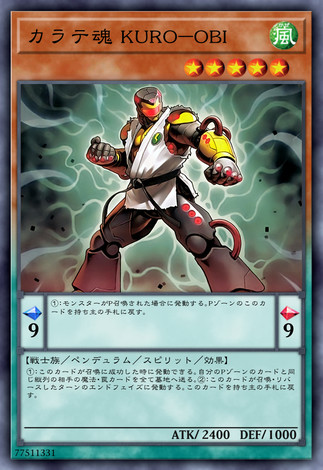 カラテ魂 KURO-OBI
風
①:モンスターがP召喚された場合に発動する。Pゾーンのこのカ
ードを持ち主の手札に戻す。
9 9
【戦士族/ペンデュラム/スピリット/効果】
①:このカードが召喚に成功した時に発動できる。自分のPゾーンのカードと同
じ縦列の相手の魔法・罠カードを全て墓地へ送る。②:このカードが召喚・リバ
ースしたターンのエンドフェイズに発動する。このカードを持ち主の手札に戻
す。
ATK/2400 DEF/1000
77511331